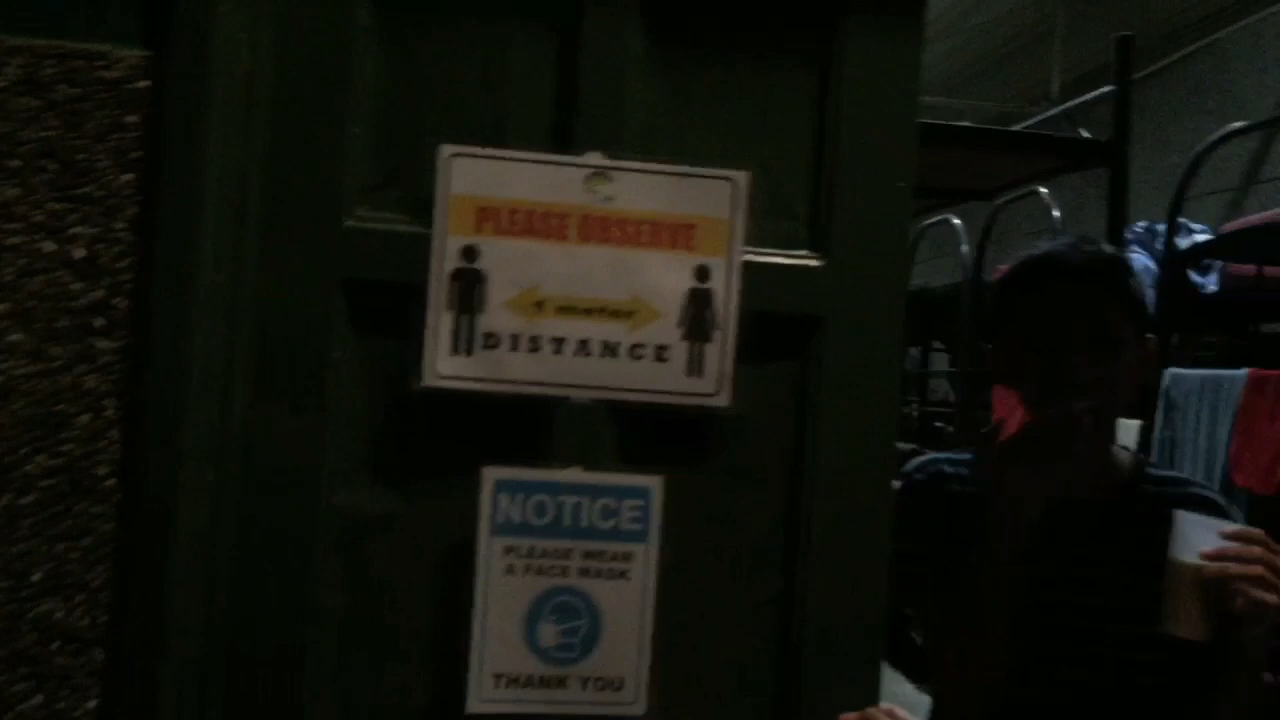 PLEASE OBSERVE
1 meter
DISTANCE
NOTICE
PLEASE WEAR
A FACE MASK
THANK YOU